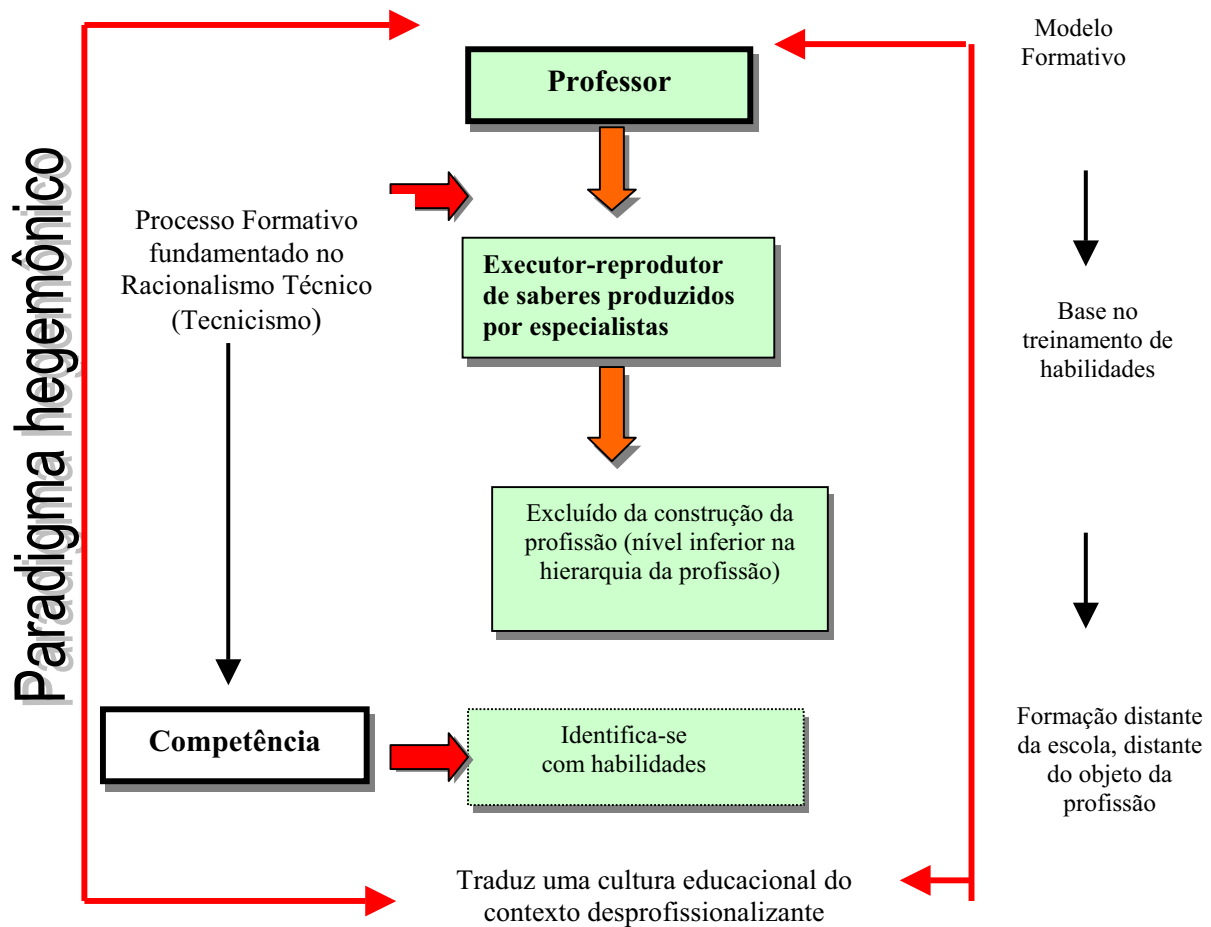 Paradigma hegemônico
Modelo
Formativo
Professor
Processo Formativo
fundamentado no
Racionalismo Técnico
(Tecnicismo)
Executor-reprodutor
de saberes produzidos
por especialistas
Base no
treinamento de
habilidades
Excluído da construção da
profissão (nível inferior na
hierarquia da profissão)
Competência
Identifica-se
com habilidades
Formação distante
da escola, distante
do objeto da
profissão
Traduz uma cultura educacional do
contexto desprofissionalizante